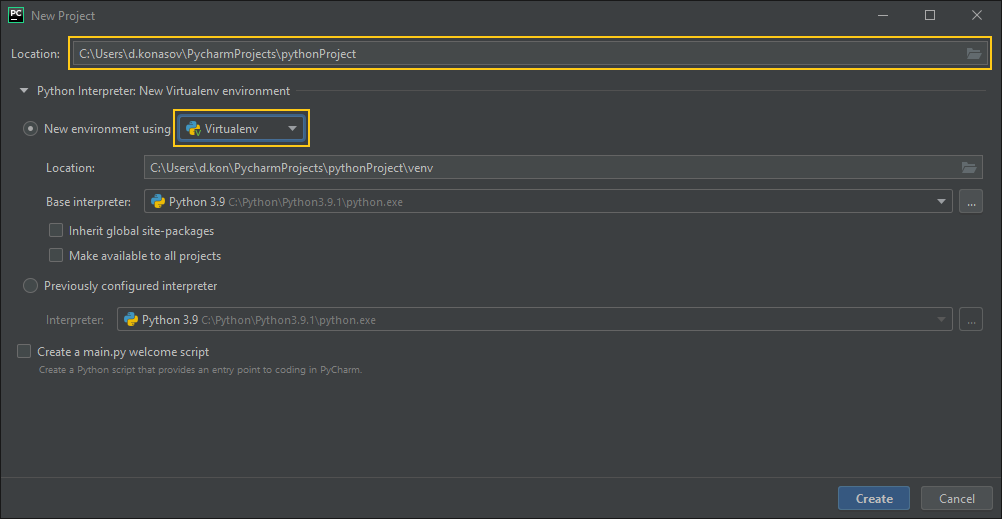 PC New Project
Location: C:\Users\d.konasov\PycharmProjects\pythonProject
Python Interpreter: New Virtualenv environment
New environment using Virtualenv
Location: C:\Users\d.kon\PycharmProjects\pythonProject\venv
Base interpreter: Python 3.9 C:\Python\Python3.9.1\python.exe ...
Inherit global site-packages
Make available to all projects
Previously configured interpreter
Interpreter: Python 3.9 C:\Python\Python3.9.1\python.exe ...
Create a main.py welcome script
Create a Python script that provides an entry point to coding in PyCharm.
Create Cancel